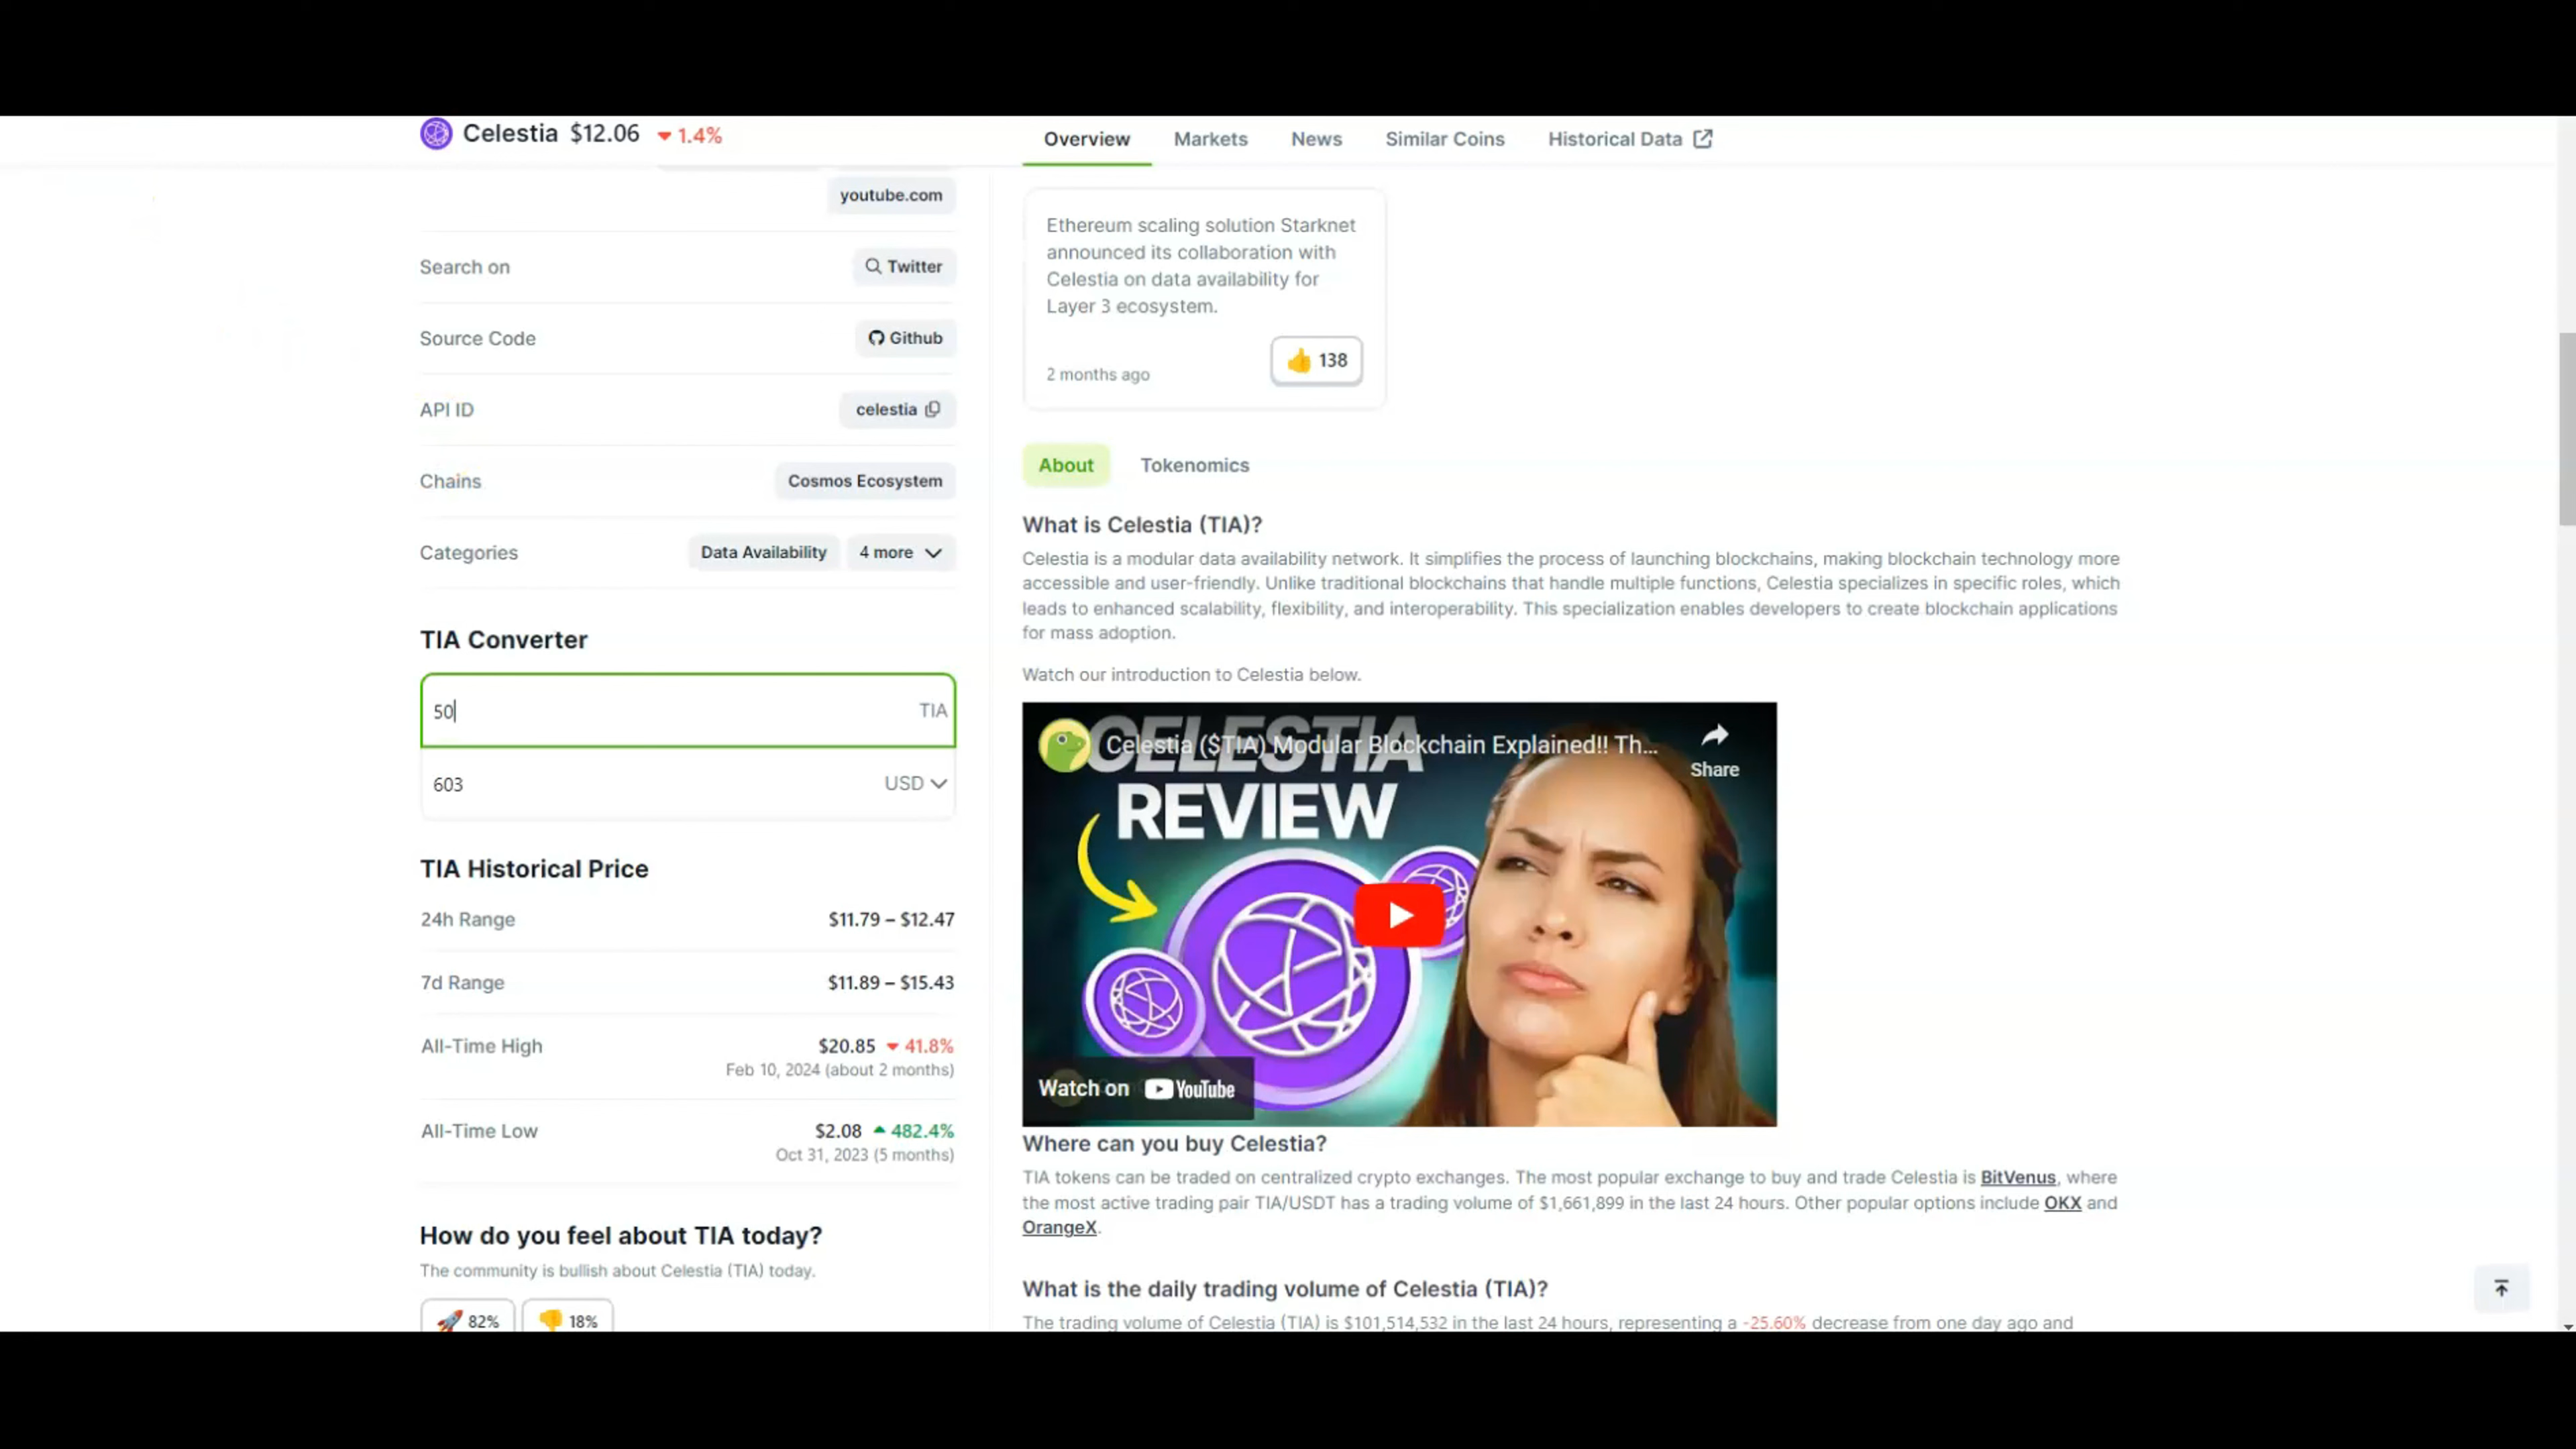 Celestia $12.06 1.4%
Overview Markets News Similar Coins Historical Data
youtube.com
Search on Twitter
Source Code Github
API ID celestia
Chains Cosmos Ecosystem
Categories Data Availability 4 more
TIA Converter
50 TIA
603 USD
TIA Historical Price
24h Range $11.79 – $12.47
7d Range $11.89 – $15.43
All-Time High $20.85 41.8%
Feb 10, 2024 (about 2 months)
All-Time Low $2.08 482.4%
Oct 31, 2023 (5 months)
How do you feel about TIA today?
The community is bullish about Celestia (TIA) today.
82% 18%
Ethereum scaling solution Starknet
announced its collaboration with
Celestia on data availability for
Layer 3 ecosystem.
2 months ago 138
About Tokenomics
What is Celestia (TIA)?
Celestia is a modular data availability network. It simplifies the process of launching blockchains, making blockchain technology more
accessible and user-friendly. Unlike traditional blockchains that handle multiple functions, Celestia specializes in specific roles, which
leads to enhanced scalability, flexibility, and interoperability. This specialization enables developers to create blockchain applications
for mass adoption.
Watch our introduction to Celestia below.
CELESTIA
Celestia ($TIA) Modular Blockchain Explained!! Th...
Share
REVIEW
Watch on YouTube
Where can you buy Celestia?
TIA tokens can be traded on centralized crypto exchanges. The most popular exchange to buy and trade Celestia is BitVenus, where
the most active trading pair TIA/USDT has a trading volume of $1,661,899 in the last 24 hours. Other popular options include OKX and
OrangeX.
What is the daily trading volume of Celestia (TIA)?
The trading volume of Celestia (TIA) is $101,514,532 in the last 24 hours, representing a -25.60% decrease from one day ago and